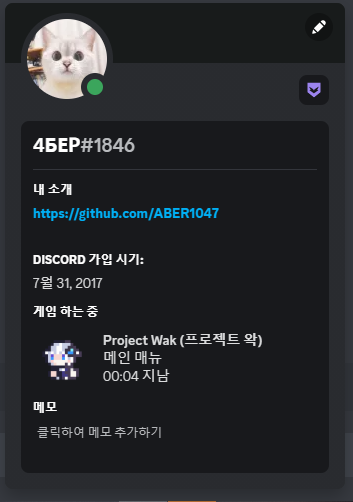 4БЕР#1846
내 소개
https://github.com/ABER1047
DISCORD 가입 시기:
7월 31, 2017
게임 하는 중
Project Wak (프로젝트 왁)
메인 매뉴
00:04 지남
메모
클릭하여 메모 추가하기